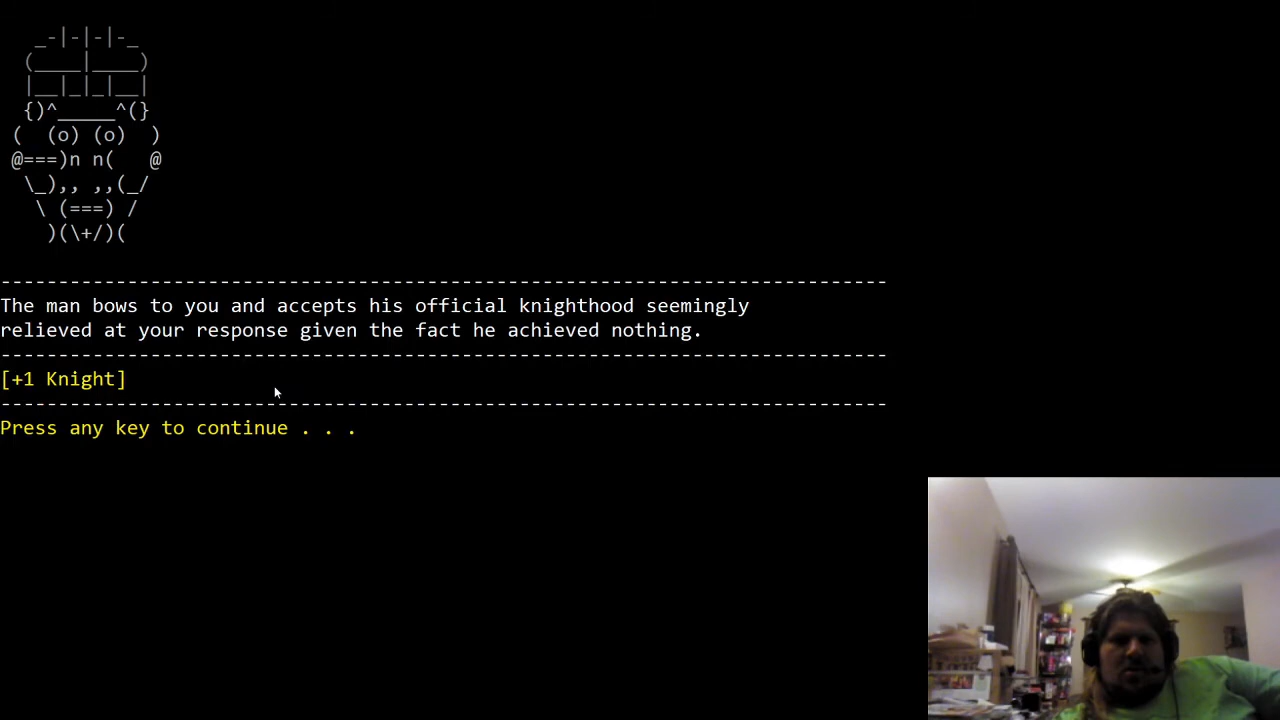 The man bows to you and accepts his official knighthood seemingly
relieved at your response given the fact he achieved nothing.
[+1 Knight]
Press any key to continue . . .